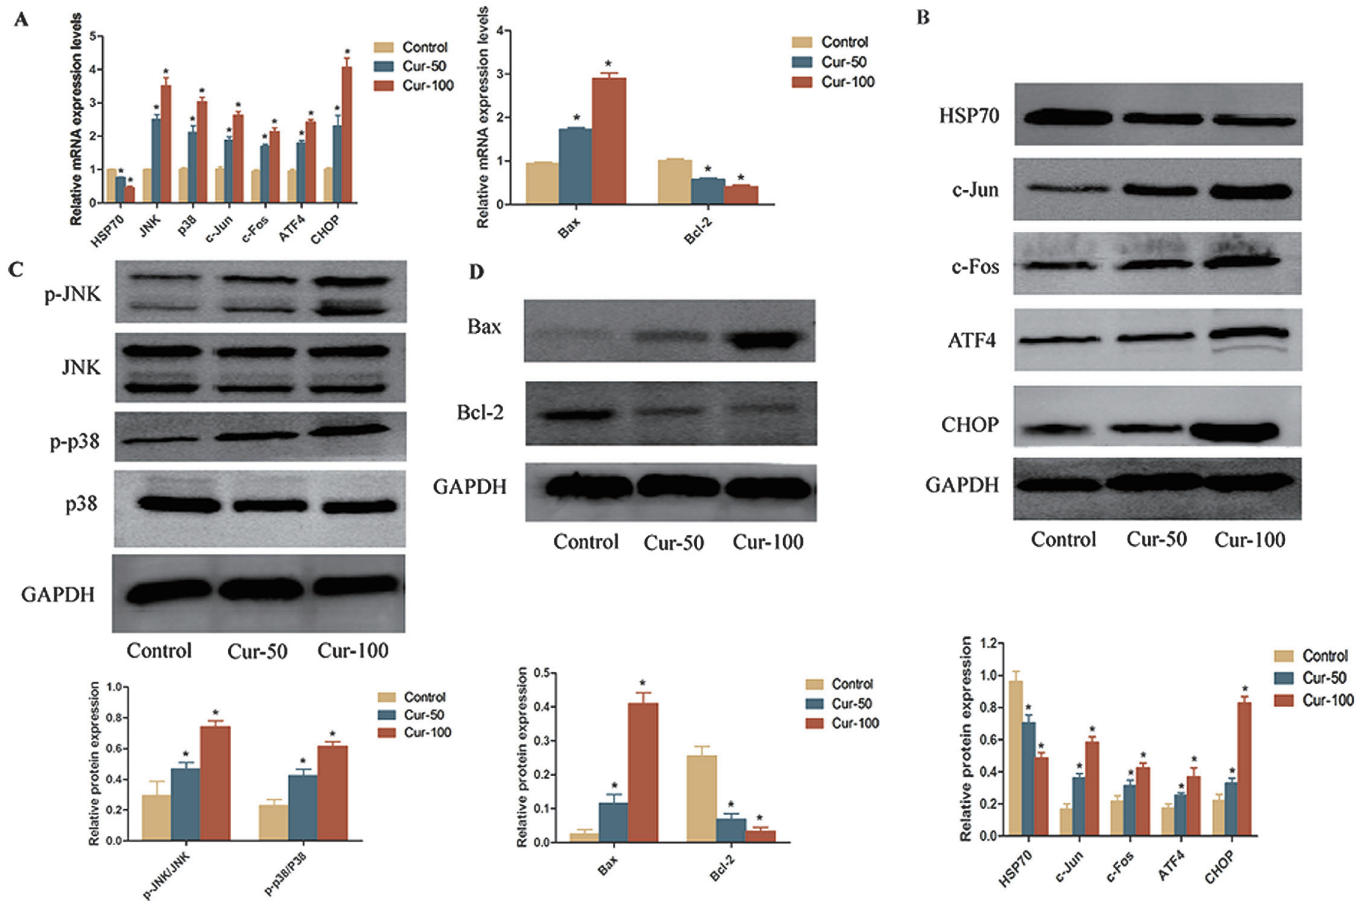 A
Relative mRNA expression levels
5
4
3
2
1
0
HSP70
JNK
p38
c-Jun
c-Fos
ATF4
CHOP
* * * * * * * * * * * * * *
Control
Cur-50
Cur-100
Relative mRNA expression levels
4
3
2
1
0
Bax
Bcl-2
* * * *
Control
Cur-50
Cur-100
B
HSP70
c-Jun
c-Fos
ATF4
CHOP
GAPDH
Control Cur-50 Cur-100
Relative protein expression
1.2
1.0
0.8
0.6
0.4
0.2
0.0
HSP70
c-Jun
c-Fos
ATF4
CHOP
* * * * * * * * * *
Control
Cur-50
Cur-100
C
p-JNK
JNK
p-p38
p38
GAPDH
Control Cur-50 Cur-100
Relative protein expression
1.0
0.8
0.6
0.4
0.2
0.0
p-JNK/JNK
p-p38/P38
* * * *
Control
Cur-50
Cur-100
D
Bax
Bcl-2
GAPDH
Control Cur-50 Cur-100
Relative protein expression
0.5
0.4
0.3
0.2
0.1
0.0
Bax
Bcl-2
* * * *
Control
Cur-50
Cur-100